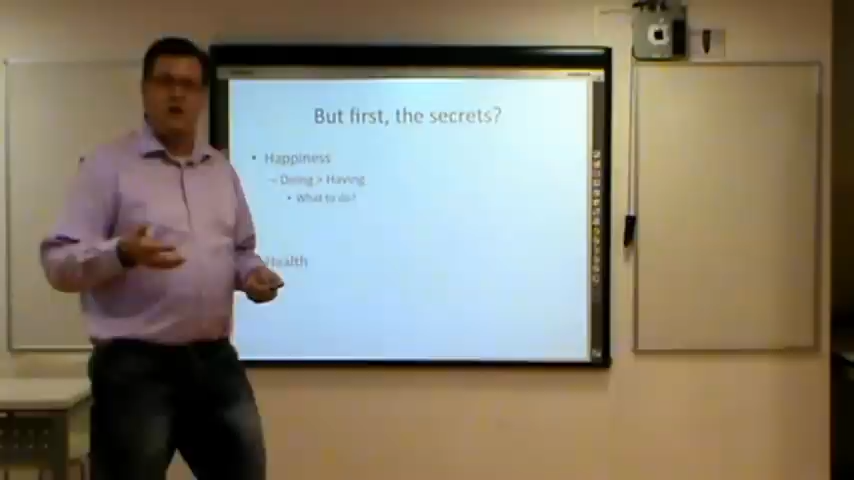 But first, the secrets?
• Happiness
– Doing > Having
• What to do?
Health